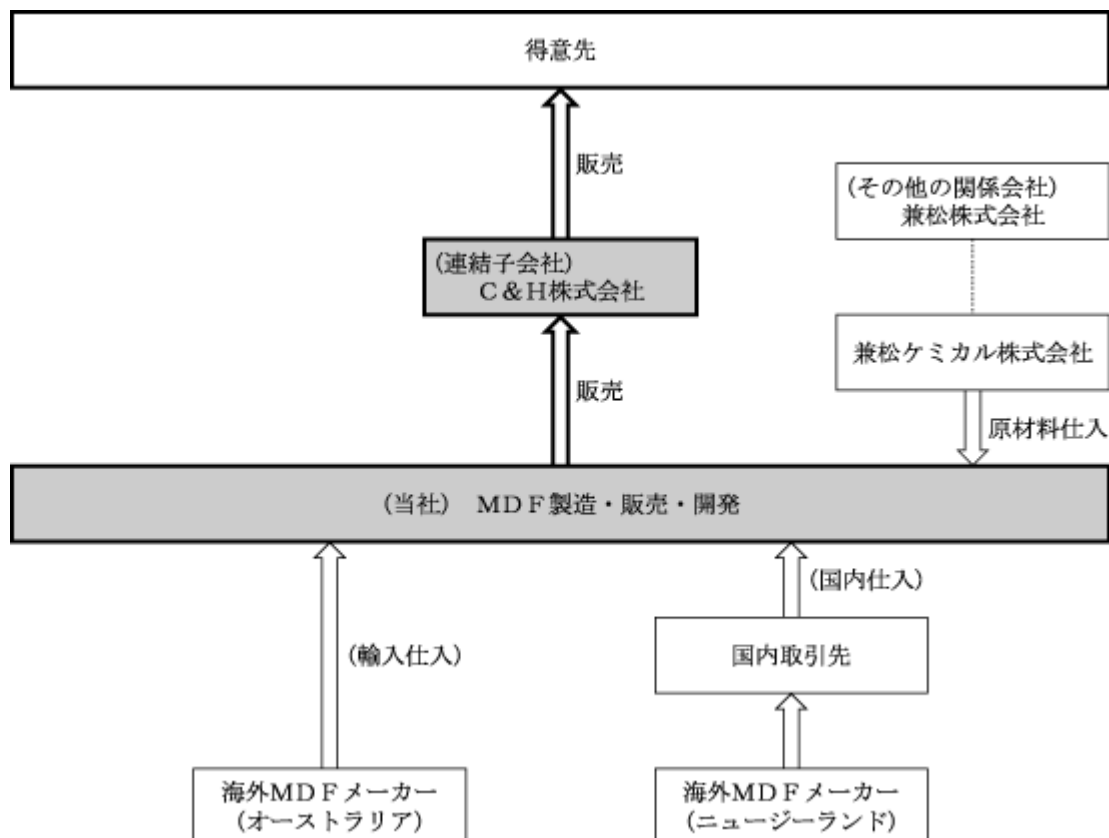 得意先
販売
(その他の関係会社)
兼松株式会社
(連結子会社)
C&H株式会社
兼松ケミカル株式会社
販売
原材料仕入
(当社) MDF製造・販売・開発
(国内仕入)
(輸入仕入)
国内取引先
海外MDFメーカー
(オーストラリア)
海外MDFメーカー
(ニュージーランド)